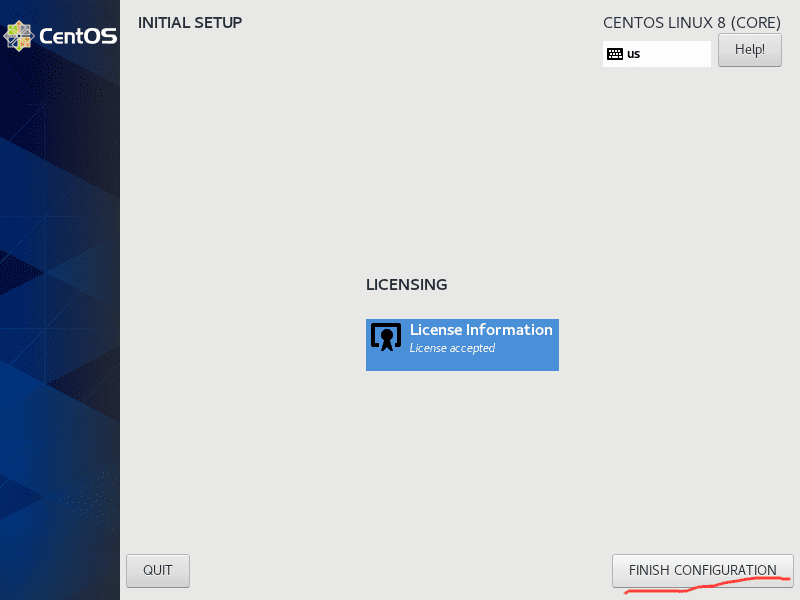 CentOS
INITIAL SETUP
CENTOS LINUX 8 (CORE)
us
Help!
LICENSING
License Information
License accepted
QUIT
FINISH CONFIGURATION